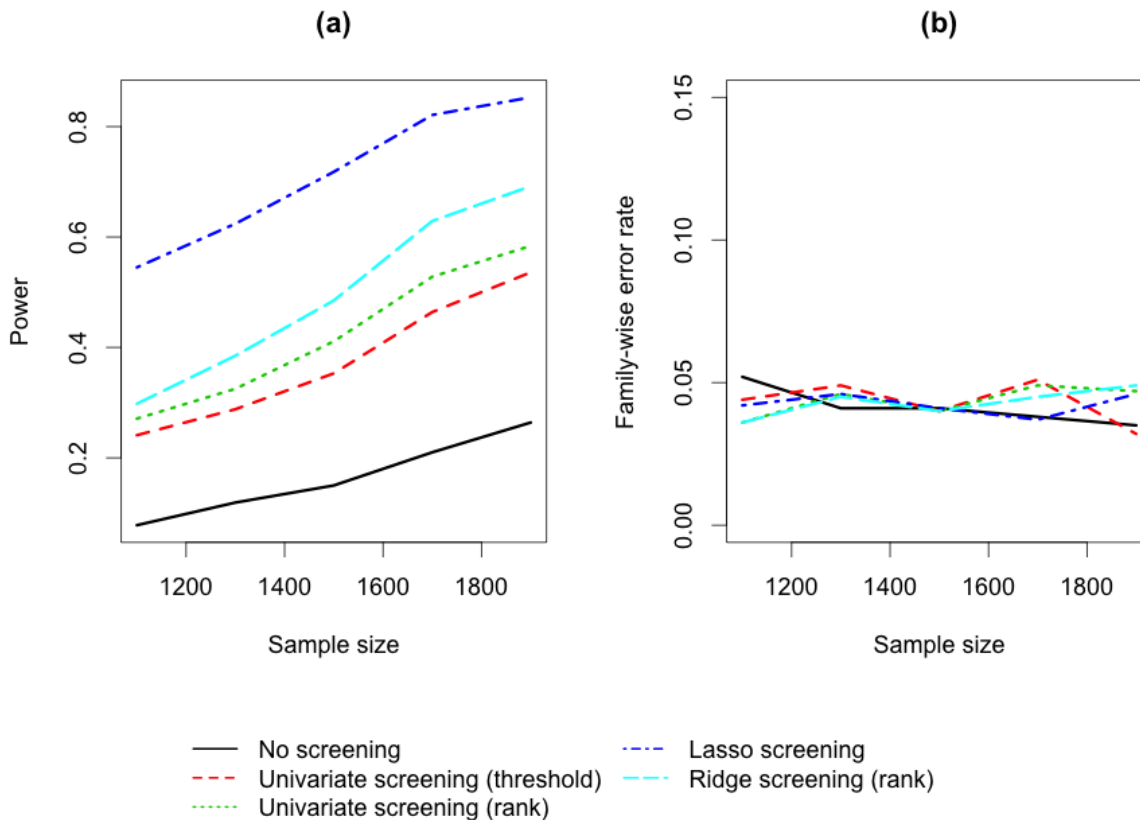 (a)
Power
0.2
0.4
0.6
0.8
1200
1400
1600
1800
Sample size
(b)
Family-wise error rate
0.00
0.05
0.10
0.15
1200
1400
1600
1800
Sample size
No screening
Univariate screening (threshold)
Univariate screening (rank)
Lasso screening
Ridge screening (rank)